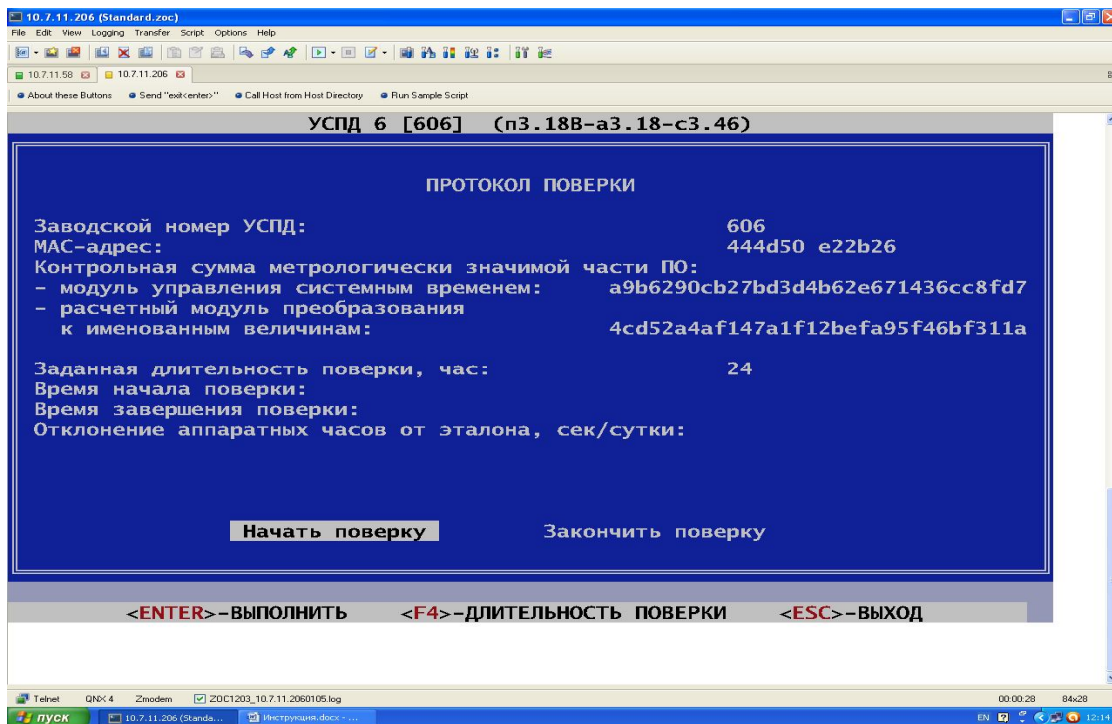 10.7.11.206 (Standard.zoc)
File Edit View Logging Transfer Script Options Help
10.7.11.58 10.7.11.206
About these Buttons Send "exit<enter>" Call Host from Host Directory Run Sample Script
УСПД 6 [606] (п3.18В-а3.18-с3.46)
ПРОТОКОЛ ПОВЕРКИ
Заводской номер УСПД: 606
МАС-адрес: 444d50 e22b26
Контрольная сумма метрологически значимой части ПО:
- модуль управления системным временем: a9b6290cb27bd3d4b62e671436cc8fd7
- расчетный модуль преобразования
к именованным величинам: 4cd52a4af147a1f12befa95f46bf311a
Заданная длительность поверки, час: 24
Время начала поверки:
Время завершения поверки:
Отклонение аппаратных часов от эталона, сек/сутки:
Начать поверку Закончить поверку
<ENTER>-ВЫПОЛНИТЬ <F4>-ДЛИТЕЛЬНОСТЬ ПОВЕРКИ <ESC>-ВЫХОД
Telnet QNX 4 Zmodem ZOC1203_10.7.11.2060105.log 00:00:28 84x28
пуск 10.7.11.206 (Standa... Инструкция.docx - ... EN 12:14